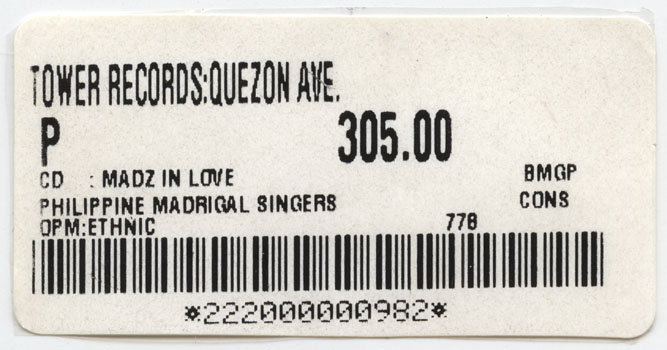 TOWER RECORDS:QUEZON AVE.
P 305.00
CD : MADZ IN LOVE BMGP
PHILIPPINE MADRIGAL SINGERS CONS
OPM:ETHNIC 778
*222000000982*